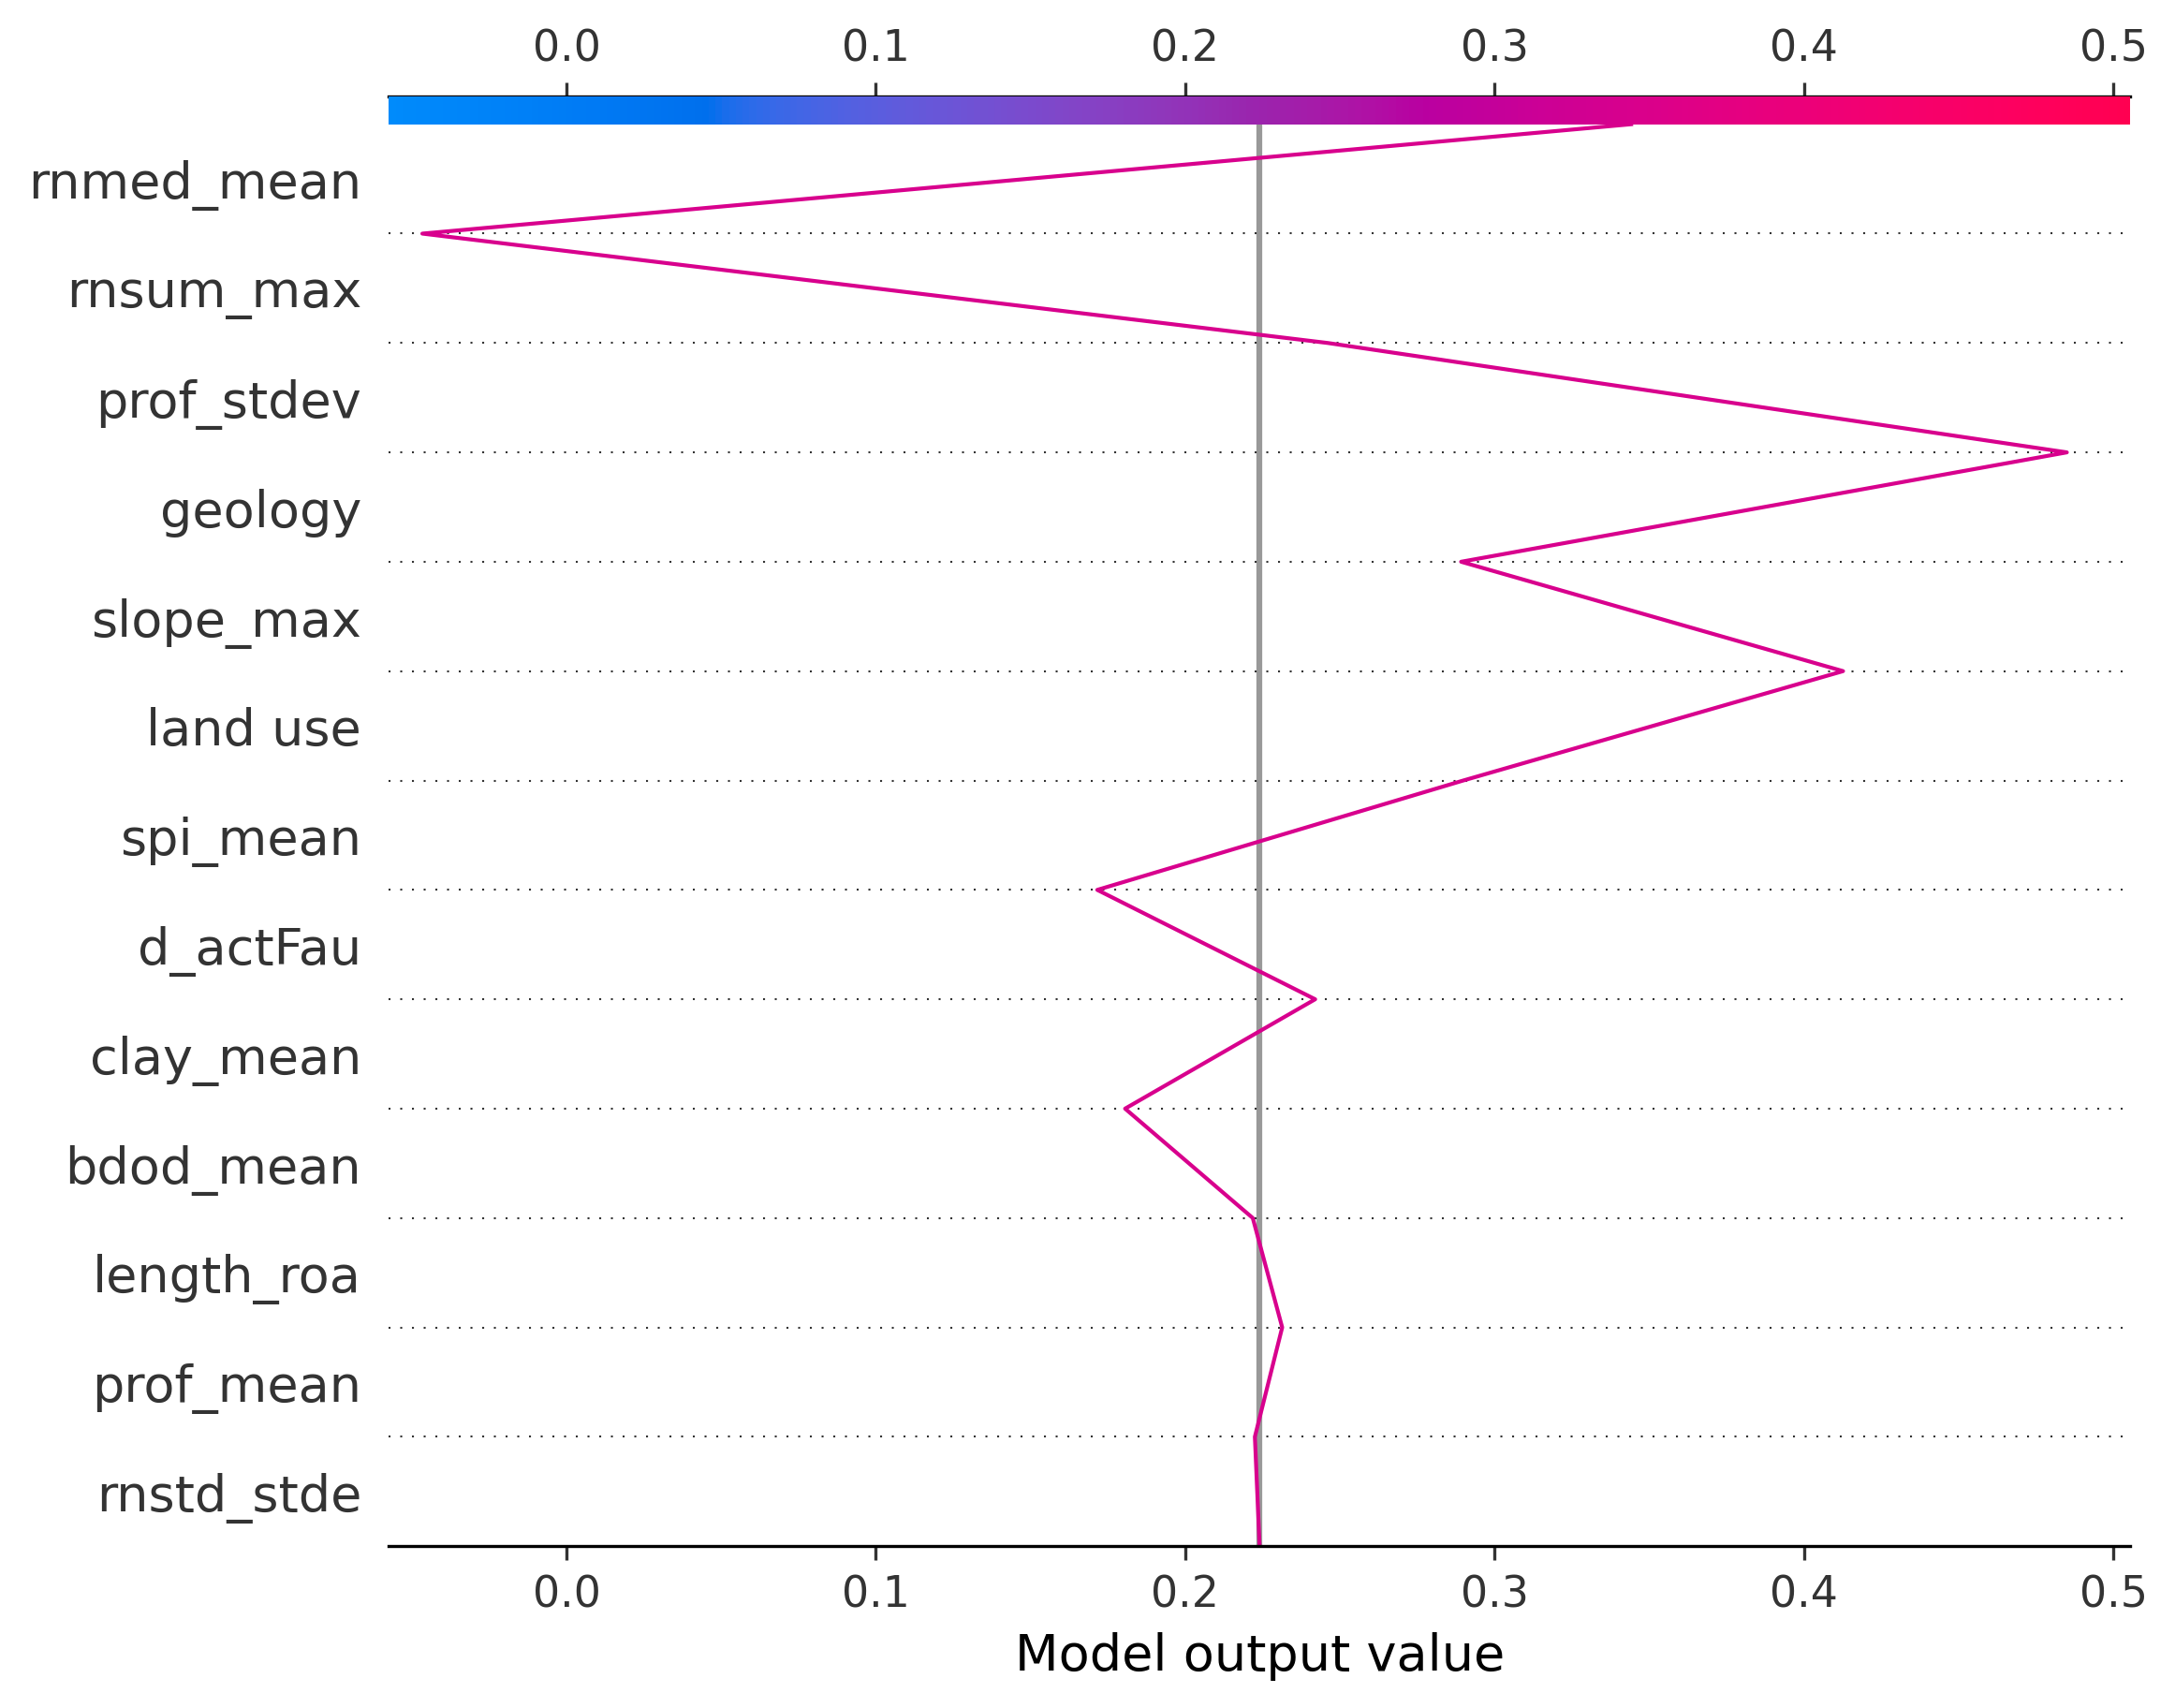 0.0 0.1 0.2 0.3 0.4 0.5
rnmed_mean
rnsum_max
prof_stdev
geology
slope_max
land use
spi_mean
d_actFau
clay_mean
bdod_mean
length_roa
prof_mean
rnstd_stde
0.0 0.1 0.2 0.3 0.4 0.5
Model output value